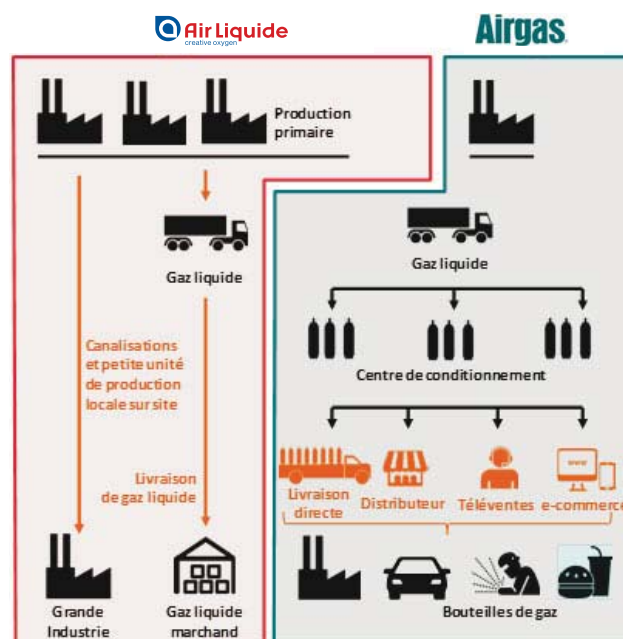 Air Liquide
creative oxygen
Airgas
Production
primaire
Gaz liquide
Gaz liquide
Canalisations
et petite unité
de production
locale sur site
Centre de conditionnement
Livraison
de gaz liquide
www
Livraison
directe
Distributeur
Téléventes
e-commerce
Grande
Industrie
Gaz liquide
marchand
Bouteilles de gaz